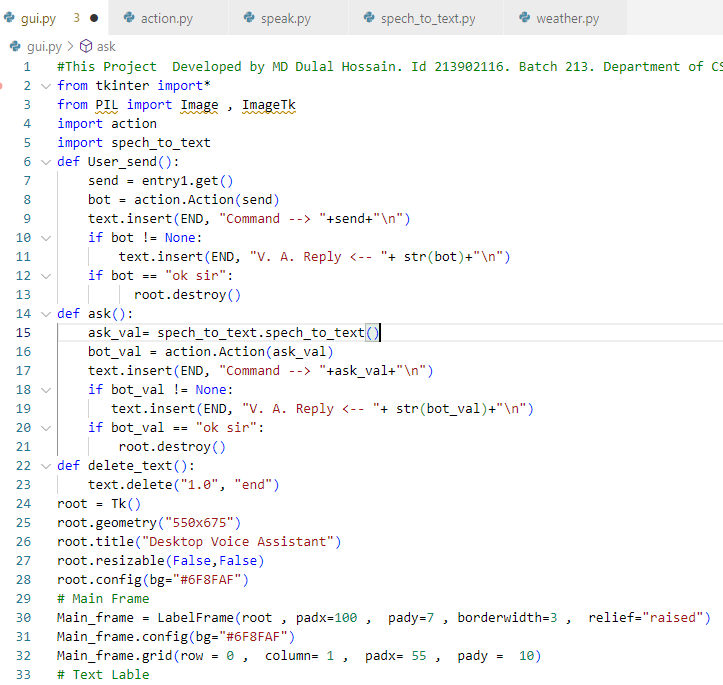 gui.py 3 action.py speak.py spech_to_text.py weather.py
gui.py > ask
1 #This Project  Developed by MD Dulal Hossain. Id 213902116. Batch 213. Department of CS
2 from tkinter import*
3 from PIL import Image , ImageTk
4 import action
5 import spech_to_text
6 def User_send():
7     send = entry1.get()
8     bot = action.Action(send)
9     text.insert(END, "Command --> "+send+"\n")
10     if bot != None:
11         text.insert(END, "V. A. Reply <-- "+ str(bot)+"\n")
12     if bot == "ok sir":
13           root.destroy()
14 def ask():
15     ask_val= spech_to_text.spech_to_text()
16     bot_val = action.Action(ask_val)
17     text.insert(END, "Command --> "+ask_val+"\n")
18     if bot_val != None:
19        text.insert(END, "V. A. Reply <-- "+ str(bot_val)+"\n")
20     if bot_val == "ok sir":
21         root.destroy()
22 def delete_text():
23     text.delete("1.0", "end")
24 root = Tk()
25 root.geometry("550x675")
26 root.title("Desktop Voice Assistant")
27 root.resizable(False,False)
28 root.config(bg="#6F8FAF")
29 # Main Frame
30 Main_frame = LabelFrame(root , padx=100 ,  pady=7 , borderwidth=3 ,  relief="raised")
31 Main_frame.config(bg="#6F8FAF")
32 Main_frame.grid(row = 0 ,  column= 1 ,  padx= 55 ,  pady =  10)
33 # Text Lable